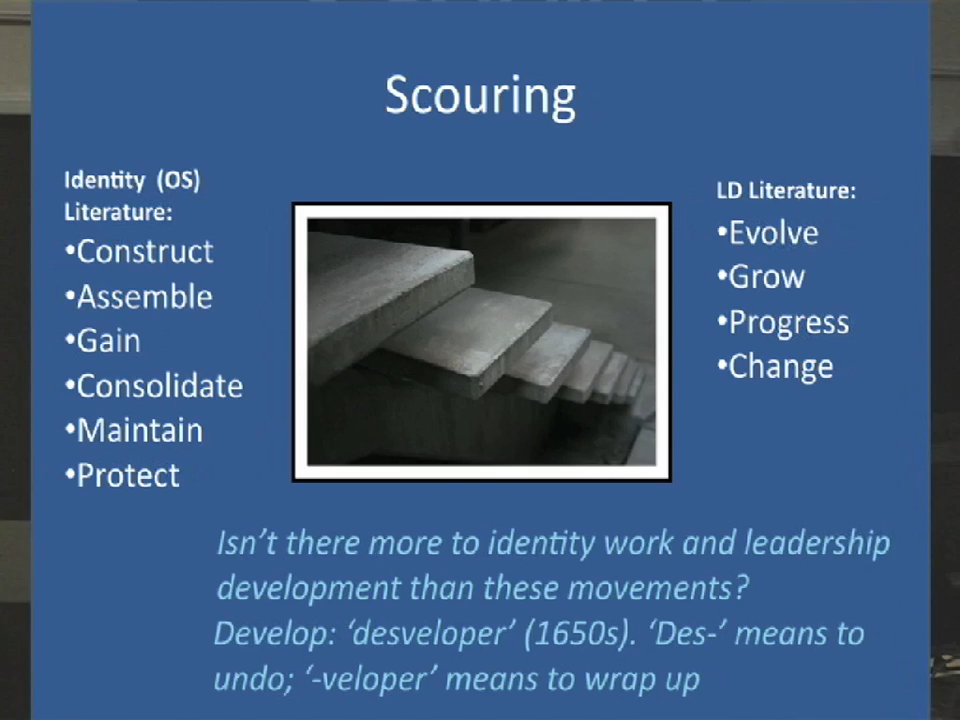 Scouring
Identity (OS)
Literature:
•Construct
•Assemble
•Gain
•Consolidate
•Maintain
•Protect
LD Literature:
•Evolve
•Grow
•Progress
•Change
Isn't there more to identity work and leadership
development than these movements?
Develop: 'desveloper' (1650s). 'Des-' means to
undo; '-veloper' means to wrap up